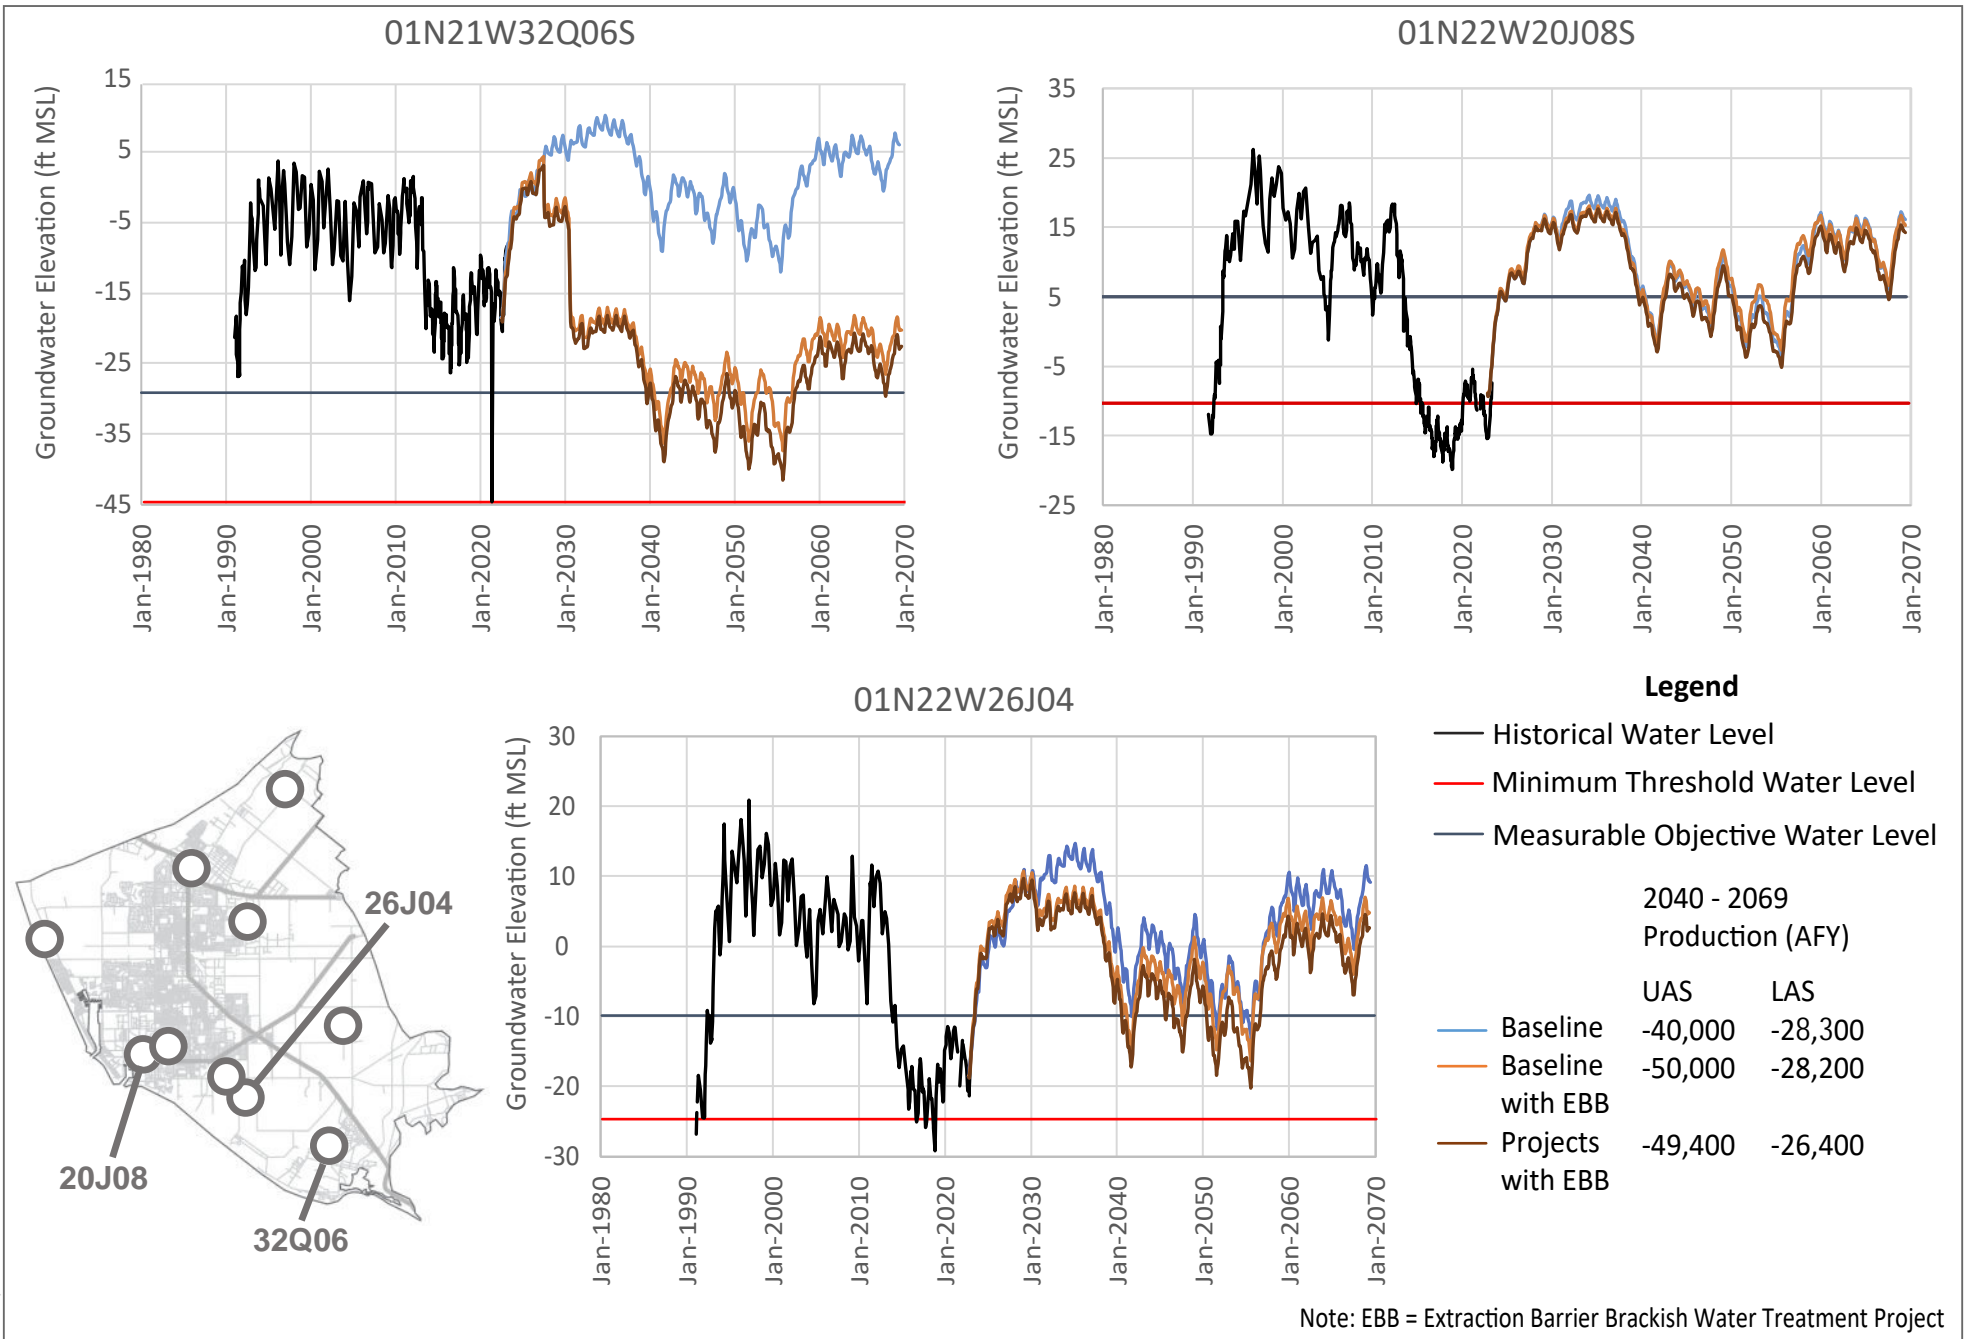 01N21W32Q06S
Groundwater Elevation (ft MSL)
15
5
-5
-15
-25
-35
-45
Jan-1980
Jan-1990
Jan-2000
Jan-2010
Jan-2020
Jan-2030
Jan-2040
Jan-2050
Jan-2060
Jan-2070
01N22W20J08S
Groundwater Elevation (ft MSL)
35
25
15
5
-5
-15
-25
Jan-1980
Jan-1990
Jan-2000
Jan-2010
Jan-2020
Jan-2030
Jan-2040
Jan-2050
Jan-2060
Jan-2070
26J04
20J08
32Q06
01N22W26J04
Groundwater Elevation (ft MSL)
30
20
10
0
-10
-20
-30
Jan-1980
Jan-1990
Jan-2000
Jan-2010
Jan-2020
Jan-2030
Jan-2040
Jan-2050
Jan-2060
Jan-2070
Legend
Historical Water Level
Minimum Threshold Water Level
Measurable Objective Water Level
2040 - 2069
Production (AFY)
UAS LAS
Baseline -40,000 -28,300
Baseline -50,000 -28,200
with EBB
Projects -49,400 -26,400
with EBB
Note: EBB = Extraction Barrier Brackish Water Treatment Project